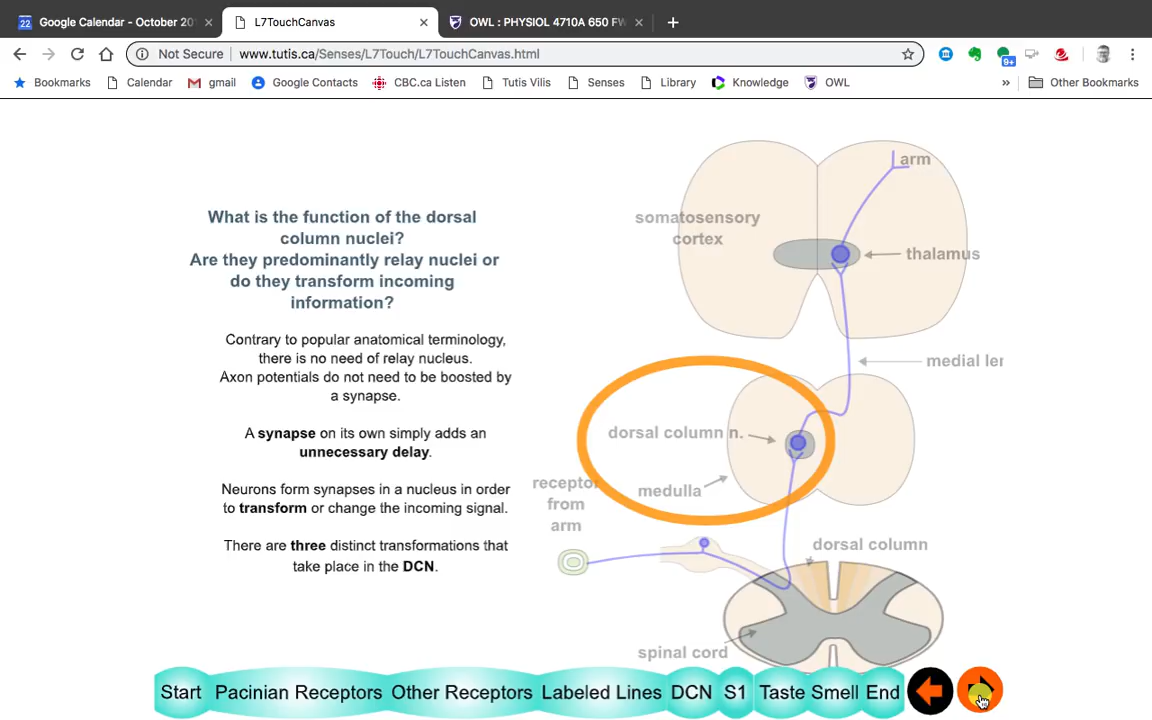 Google Calendar - October 20
L7TouchCanvas
OWL : PHYSIOL 4710A 650 FW
Not Secure
www.tutis.ca/Senses/L7Touch/L7TouchCanvas.html
9+
Bookmarks
Calendar
gmail
Google Contacts
CBC.ca Listen
Tutis Vilis
Senses
Library
Knowledge
OWL
»
Other Bookmarks
What is the function of the dorsal
column nuclei?
Are they predominantly relay nuclei or
do they transform incoming
information?
Contrary to popular anatomical terminology,
there is no need of relay nucleus.
Axon potentials do not need to be boosted by
a synapse.
A synapse on its own simply adds an
unnecessary delay.
Neurons form synapses in a nucleus in order
to transform or change the incoming signal.
There are three distinct transformations that
take place in the DCN.
arm
somatosensory
cortex
thalamus
medial ler
dorsal column n.
medulla
receptor
from
arm
dorsal column
spinal cord
Start
Pacinian Receptors
Other Receptors
Labeled Lines
DCN
S1
Taste
Smell
End